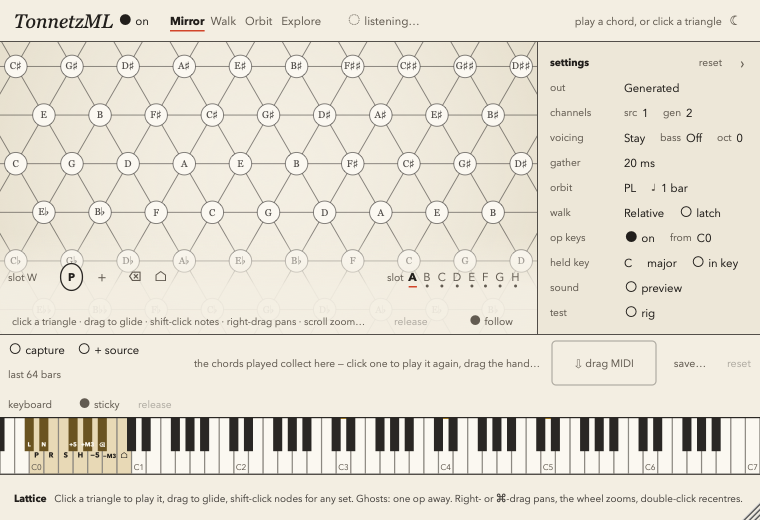 TonnetzML on Mirror Walk Orbit Explore listening... play a chord, or click a triangle
C♯ G♯ D♯ A♯ E♯ B♯ F♯♯ C♯♯ G♯♯ D♯♯
E B F♯ C♯ G♯ D♯ A♯ E♯ B♯
C G D A E B F♯ C♯ G♯ D♯
E♭ B♭ F C G D A E B
C♭ G♭ D♭ A♭ E♭ B♭ F C G D
slot W P + slot A B C D E F G H
click a triangle · drag to glide · shift-click notes · right-drag pans · scroll zoom... release follow
settings reset ›
out Generated
channels src 1 gen 2
voicing Stay bass Off oct 0
gather 20 ms
orbit PL ♩ 1 bar
walk Relative latch
op keys on from C0
held key C major in key
sound preview
test rig
capture + source
last 64 bars
the chords played collect here – click one to play it again, drag the hand... ⇩ drag MIDI save... reset
keyboard sticky release
L N +5 +M3
P R S H −5 −M3
C0 C1 C2 C3 C4 C5 C6 C7
Lattice Click a triangle to play it, drag to glide, shift-click nodes for any set. Ghosts: one op away. Right- or ⌘-drag pans, the wheel zooms, double-click recentres.